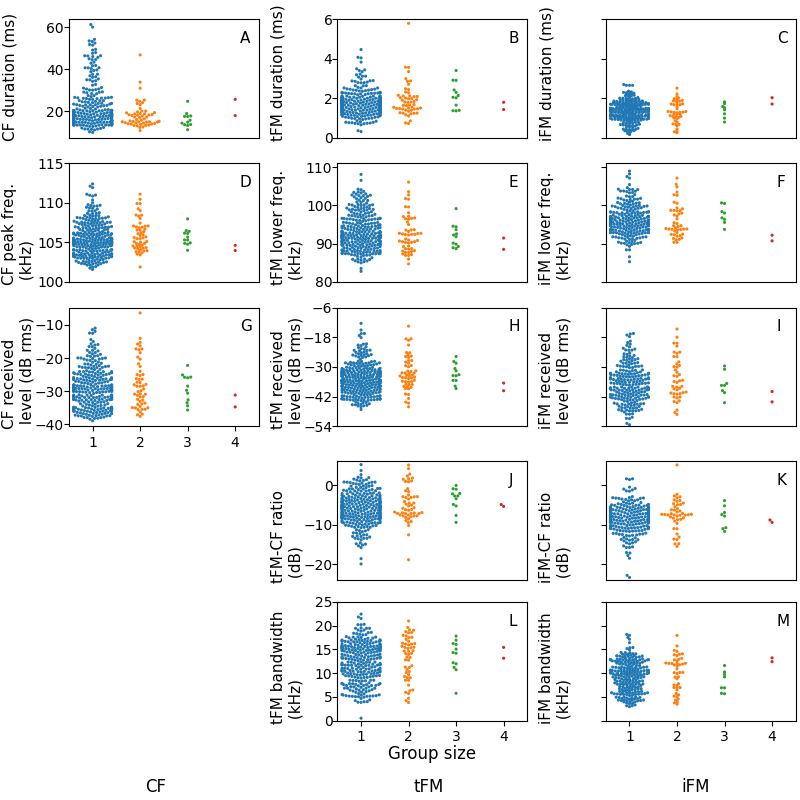 CF duration (ms)
60
40
20
A
tFM duration (ms)
6
4
2
0
B
iFM duration (ms)
C
CF peak freq.
(kHz)
115
110
105
100
D
tFM lower freq.
(kHz)
110
100
90
80
E
iFM lower freq.
(kHz)
F
CF received
level (dB rms)
−10
−20
−30
−40
G
1 2 3 4
tFM received
level (dB rms)
−6
−18
−30
−42
−54
H
iFM received
level (dB rms)
I
tFM-CF ratio
(dB)
0
−10
−20
J
iFM-CF ratio
(dB)
K
tFM bandwidth
(kHz)
25
20
15
10
5
0
L
1 2 3 4
iFM bandwidth
(kHz)
M
1 2 3 4
Group size
CF tFM iFM